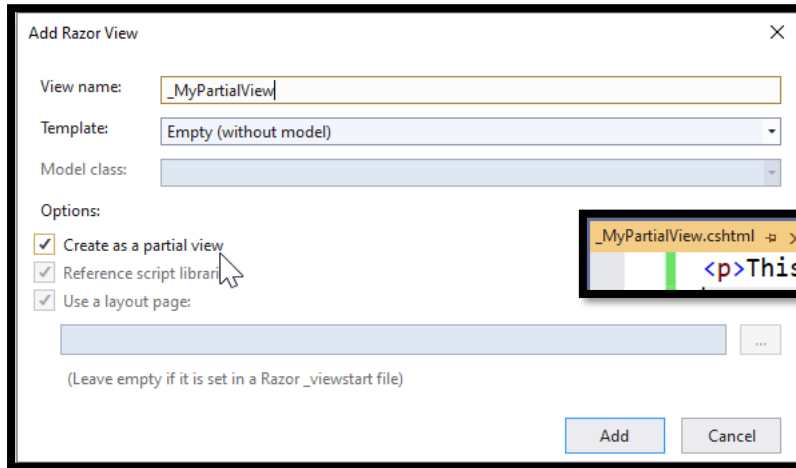 Add Razor View
View name: _MyPartialView
Template: Empty (without model)
Model class:
Options:
Create as a partial view
Reference script librari
Use a layout page:
...
(Leave empty if it is set in a Razor _viewstart file)
Add Cancel
_MyPartialView.cshtml
<p>This